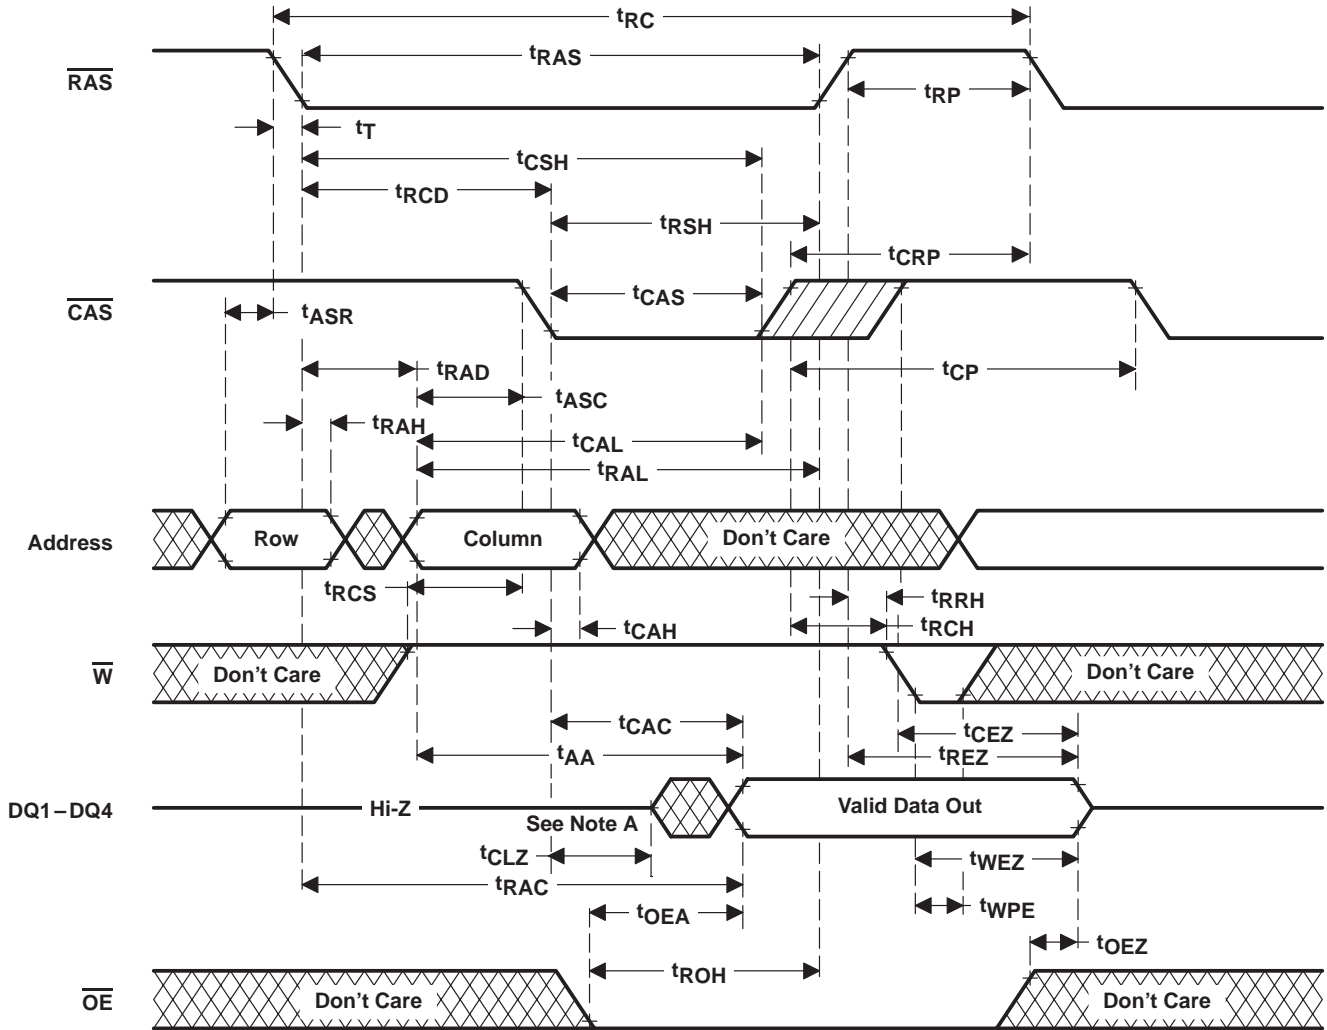 tRC
tRAS
RAS
tRP
tT
tCSH
tRCD
tRSH
tCRP
CAS
tCAS
tASR
tRAD
tCP
tASC
tRAH
tCAL
tRAL
Address
Row
Column
Don't Care
tRCS
tRRH
tCAH
tRCH
W
Don't Care
Don't Care
tCAC
tCEZ
tAA
tREZ
DQ1–DQ4
Hi-Z
See Note A
Valid Data Out
tCLZ
tWEZ
tRAC
tOEA
tWPE
tOEZ
tROH
OE
Don't Care
Don't Care